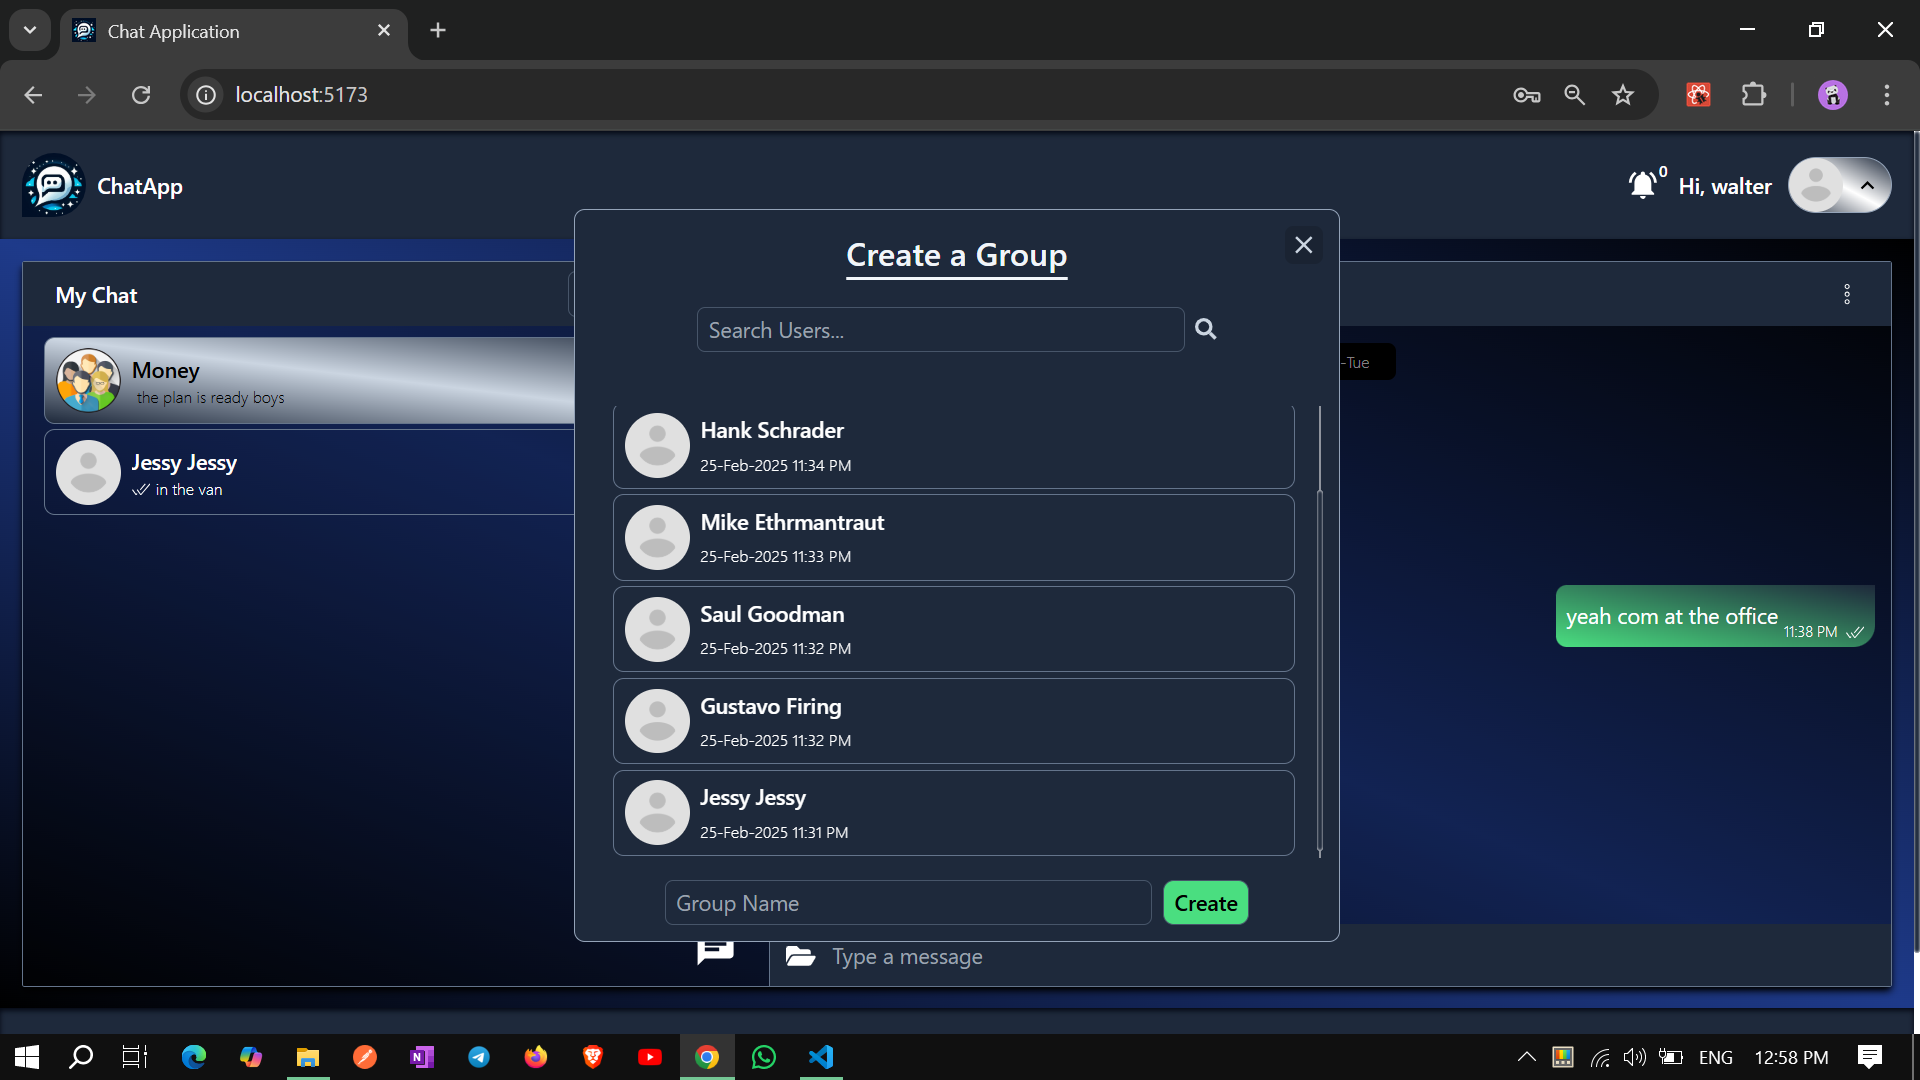 Chat Application
localhost:5173
ChatApp
0
Hi, walter
My Chat
Money
the plan is ready boys
Jessy Jessy
in the van
Create a Group
Search Users...
Hank Schrader
25-Feb-2025 11:34 PM
Mike Ethrmantraut
25-Feb-2025 11:33 PM
Saul Goodman
25-Feb-2025 11:32 PM
Gustavo Firing
25-Feb-2025 11:32 PM
Jessy Jessy
25-Feb-2025 11:31 PM
Group Name
Create
-Tue
yeah com at the office
11:38 PM
Type a message
N
ENG
12:58 PM